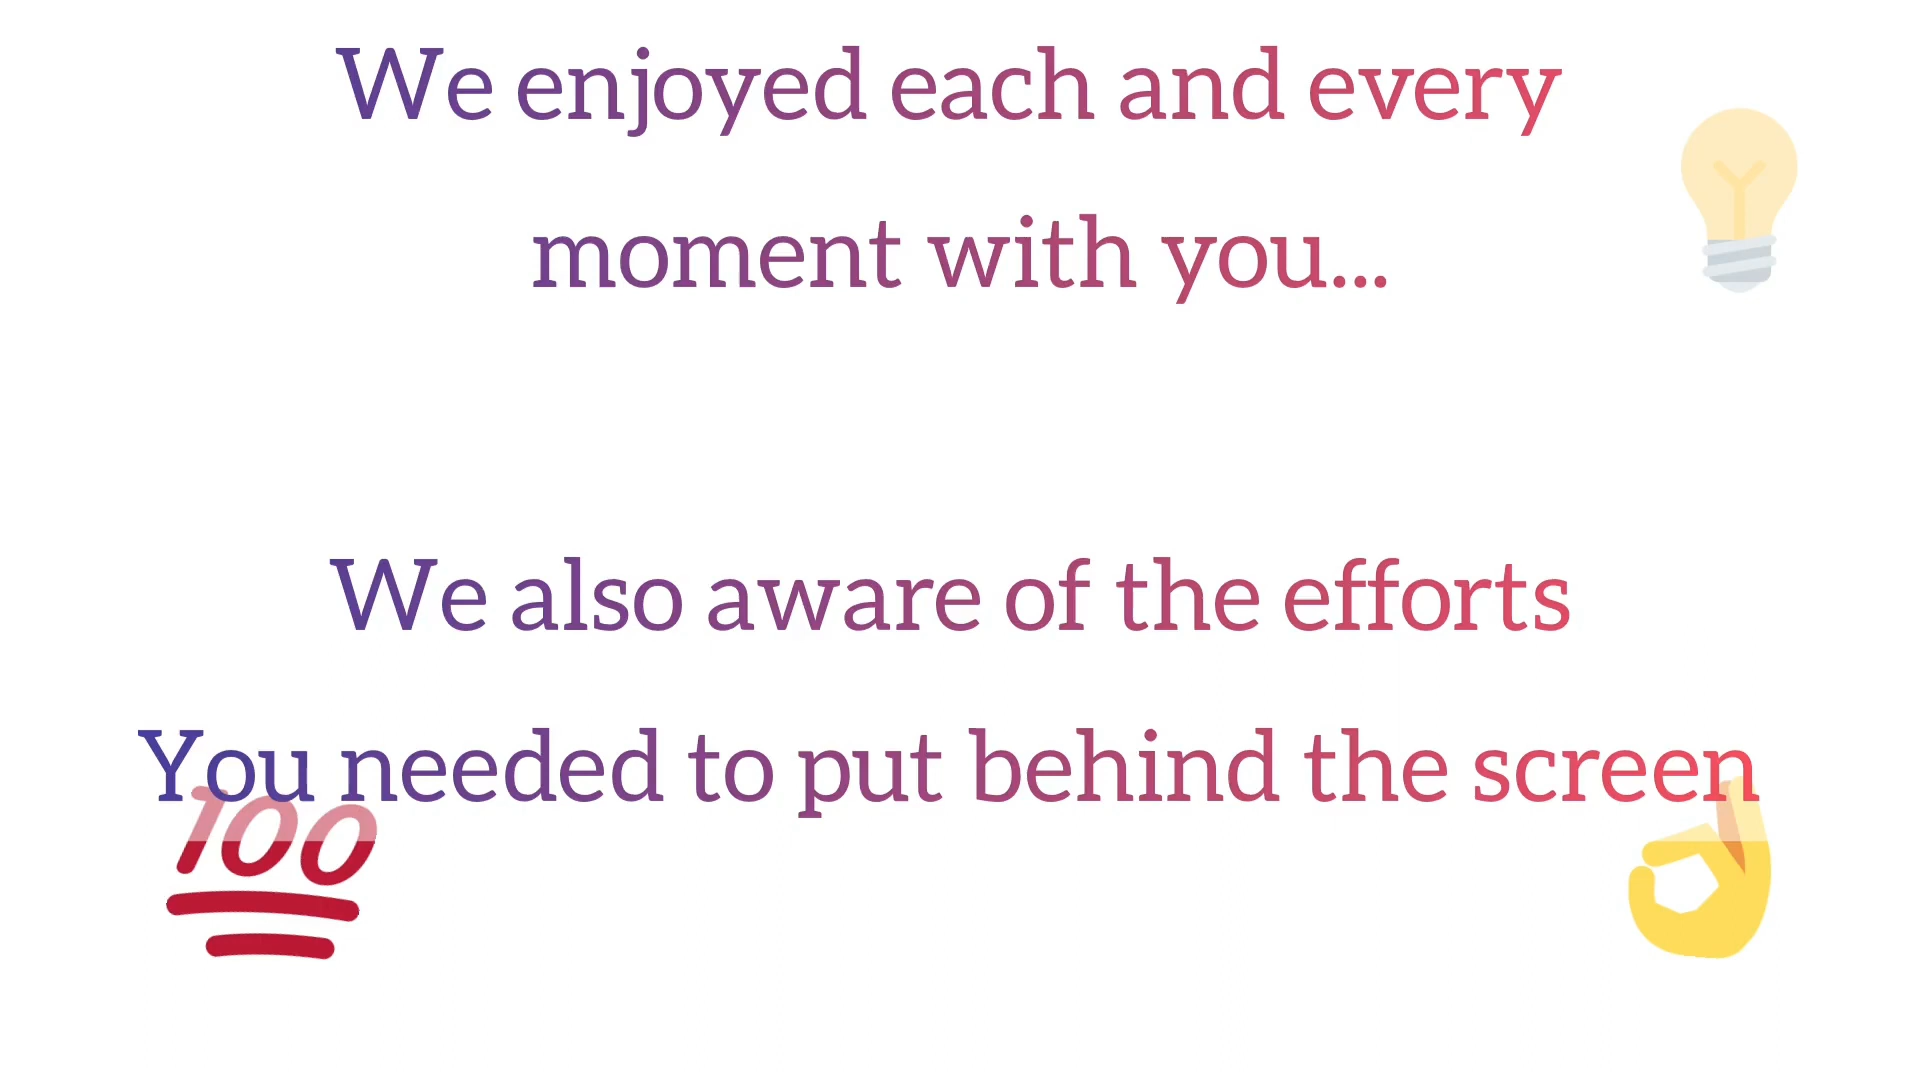 We enjoyed each and every
moment with you...
We also aware of the efforts
You needed to put behind the screen
100